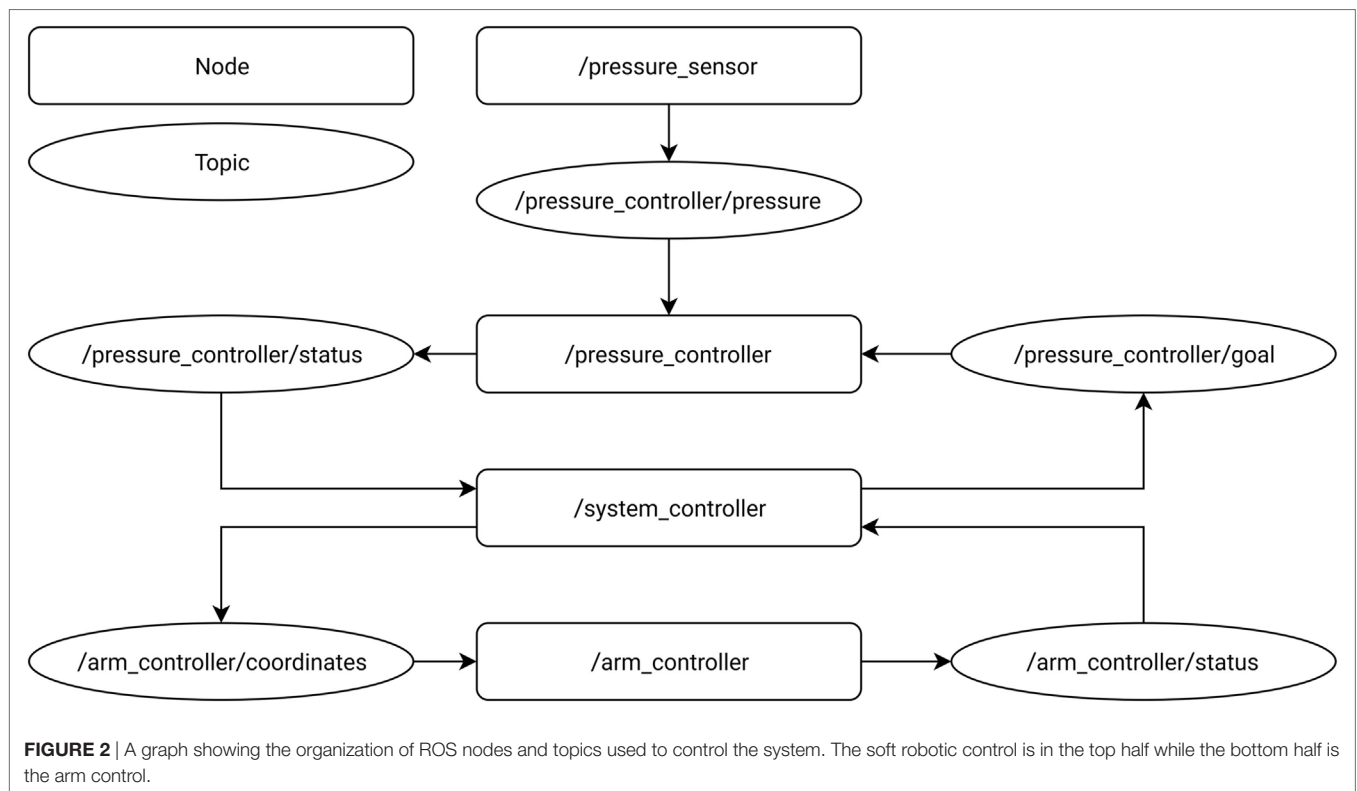 Node
/pressure_sensor
Topic
/pressure_controller/pressure
/pressure_controller/status
/pressure_controller
/pressure_controller/goal
/system_controller
/arm_controller/coordinates
/arm_controller
/arm_controller/status
FIGURE 2 | A graph showing the organization of ROS nodes and topics used to control the system. The soft robotic control is in the top half while the bottom half is
the arm control.